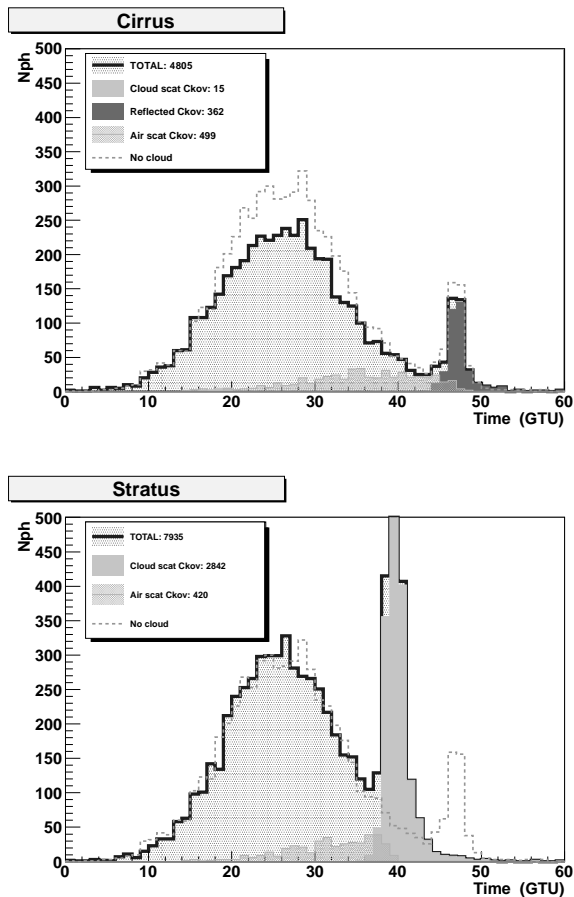 Cirrus
Nph
500
450
400
350
300
250
200
150
100
50
0
TOTAL: 4805
Cloud scat Ckov: 15
Reflected Ckov: 362
Air scat Ckov: 499
No cloud
0 10 20 30 40 50 60
Time (GTU)
Stratus
Nph
500
450
400
350
300
250
200
150
100
50
0
TOTAL: 7935
Cloud scat Ckov: 2842
Air scat Ckov: 420
No cloud
0 10 20 30 40 50 60
Time (GTU)